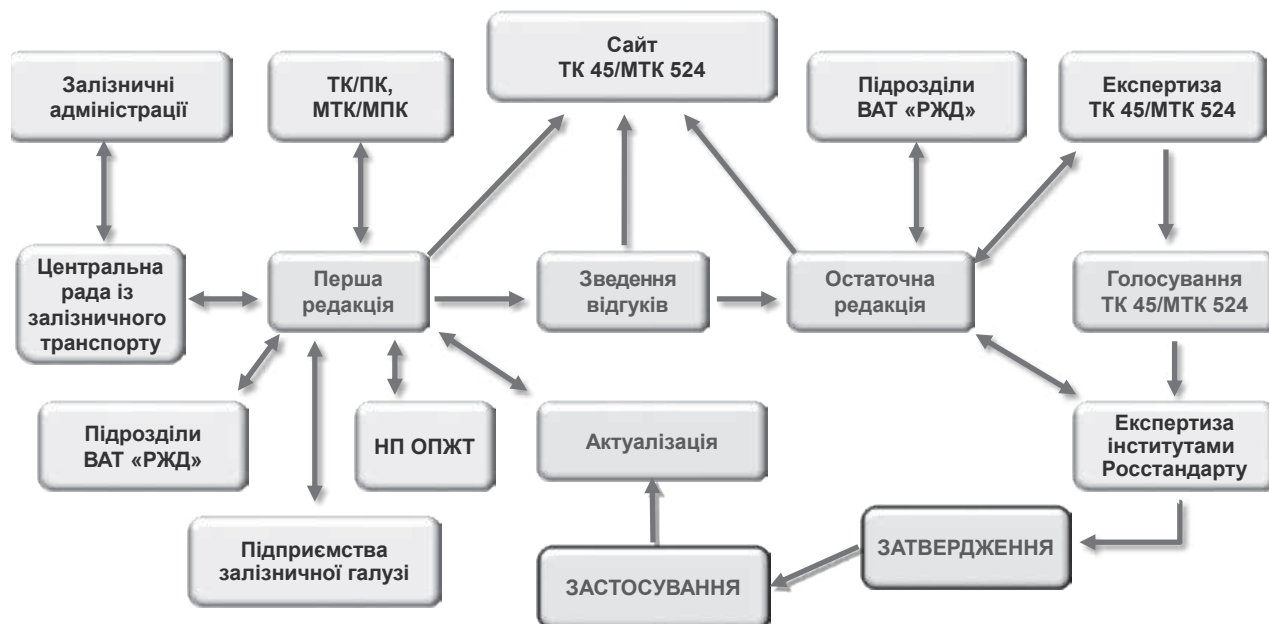 Сайт
ТК 45/МТК 524
Залізничні
адміністрації
ТК/ПК,
МТК/МПК
Підрозділи
ВАТ «РЖД»
Експертиза
ТК 45/МТК 524
Центральна
рада із
залізничного
транспорту
Перша
редакція
Зведення
відгуків
Остаточна
редакція
Голосування
ТК 45/МТК 524
Підрозділи
ВАТ «РЖД»
НП ОПЖТ
Актуалізація
Експертиза
інститутами
Росстандарту
Підприємства
залізничної галузі
ЗАСТОСУВАННЯ
ЗАТВЕРДЖЕННЯ